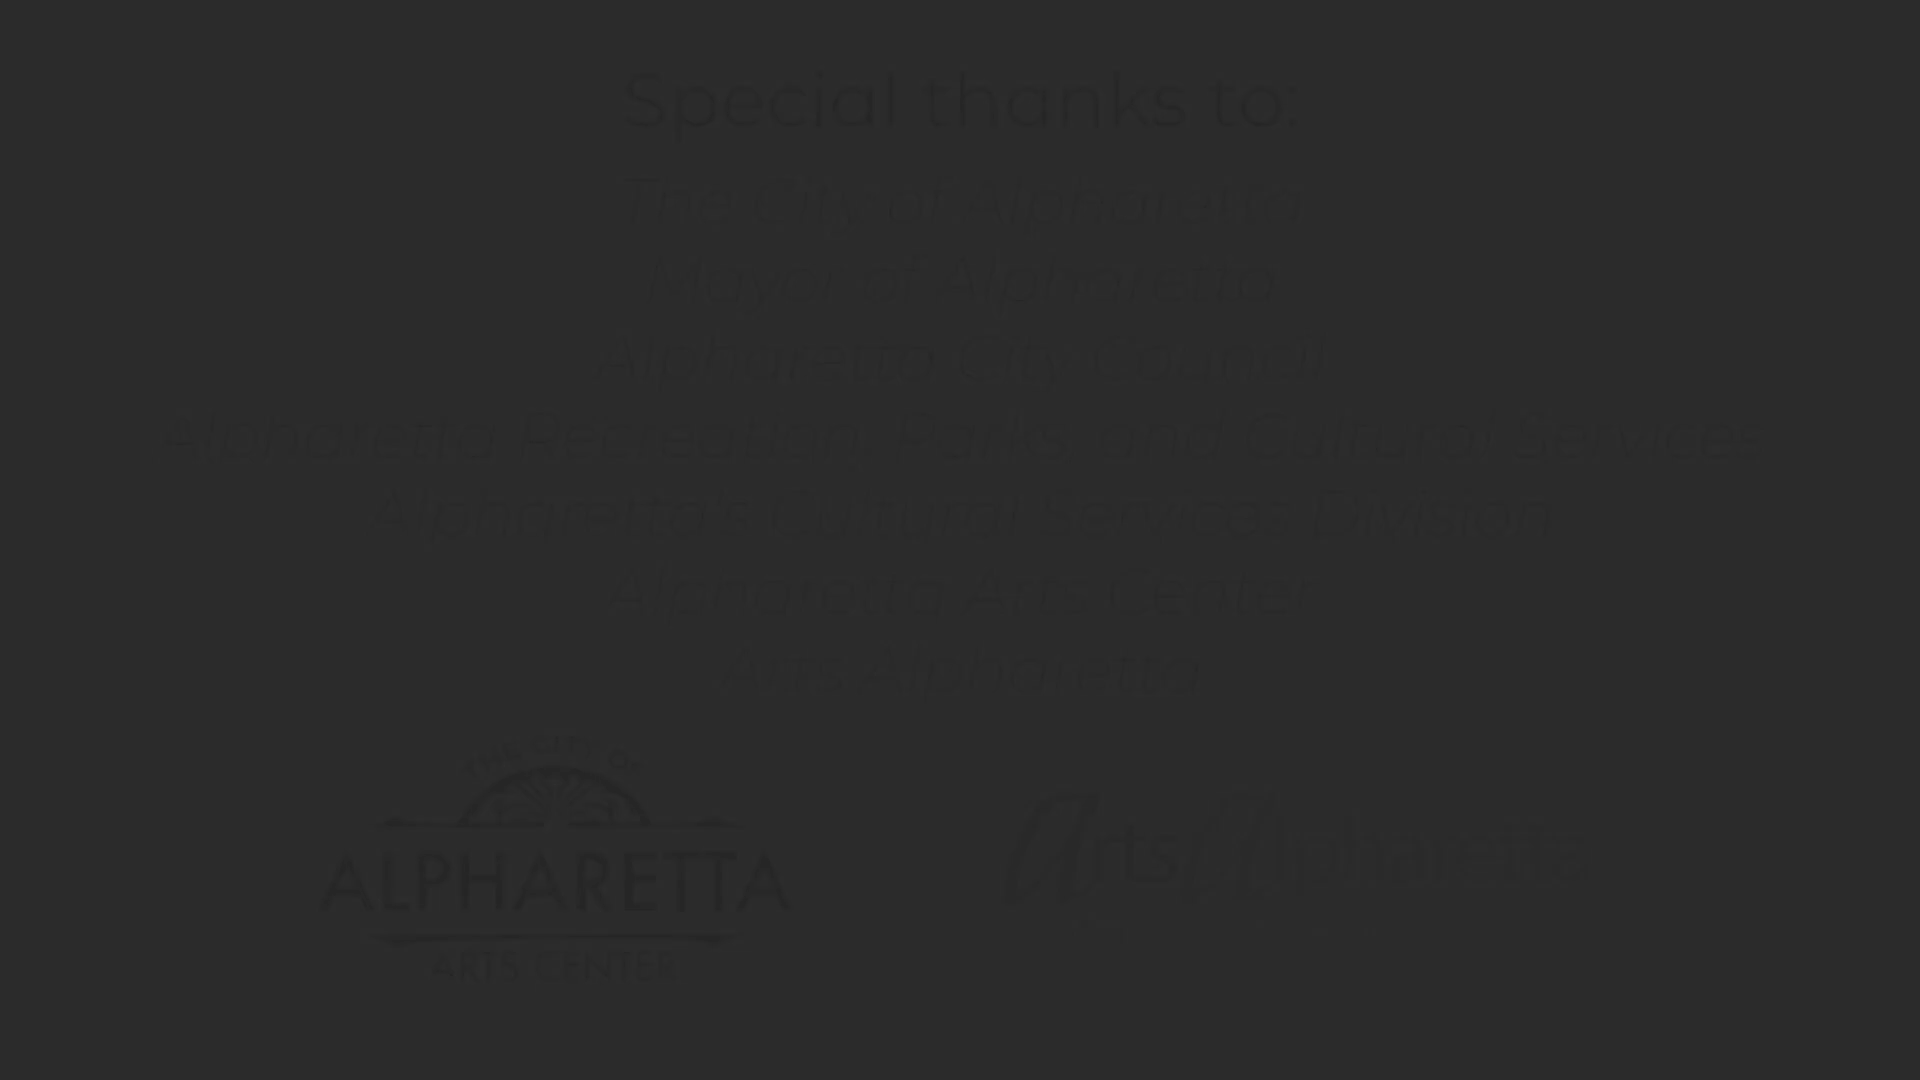 Special thanks to:
The City of Alpharetta
Mayor of Alpharetta
Alpharetta City Council
Alpharetta Recreation, Parks, and Cultural Services
Alpharetta's Cultural Services Division
Alpharetta Arts Center
Arts Alpharetta
THE CITY OF
ALPHARETTA
ARTS CENTER
Arts Alpharetta